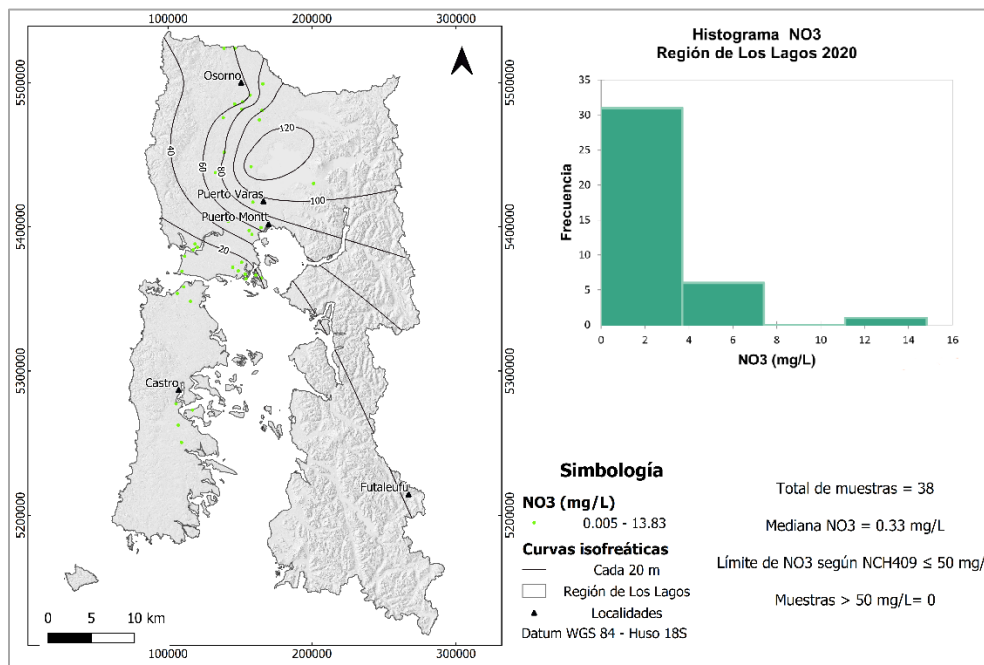 100000 200000 300000
5500000
5400000
5300000
5200000
Osorno
120
40
60
80
100
Puerto Varas
Puerto Montt
20
Castro
Futaleufú
0 5 10 km
100000 200000 300000
Histograma NO3
Región de Los Lagos 2020
Frecuencia
35
30
25
20
15
10
5
0
0 2 4 6 8 10 12 14 16
NO3 (mg/L)
Simbología
NO3 (mg/L)
0.005 - 13.83
Curvas isofreáticas
Cada 20 m
Región de Los Lagos
Localidades
Datum WGS 84 - Huso 18S
Total de muestras = 38
Mediana NO3 = 0.33 mg/L
Límite de NO3 según NCH409 ≤ 50 mg/
Muestras > 50 mg/L= 0